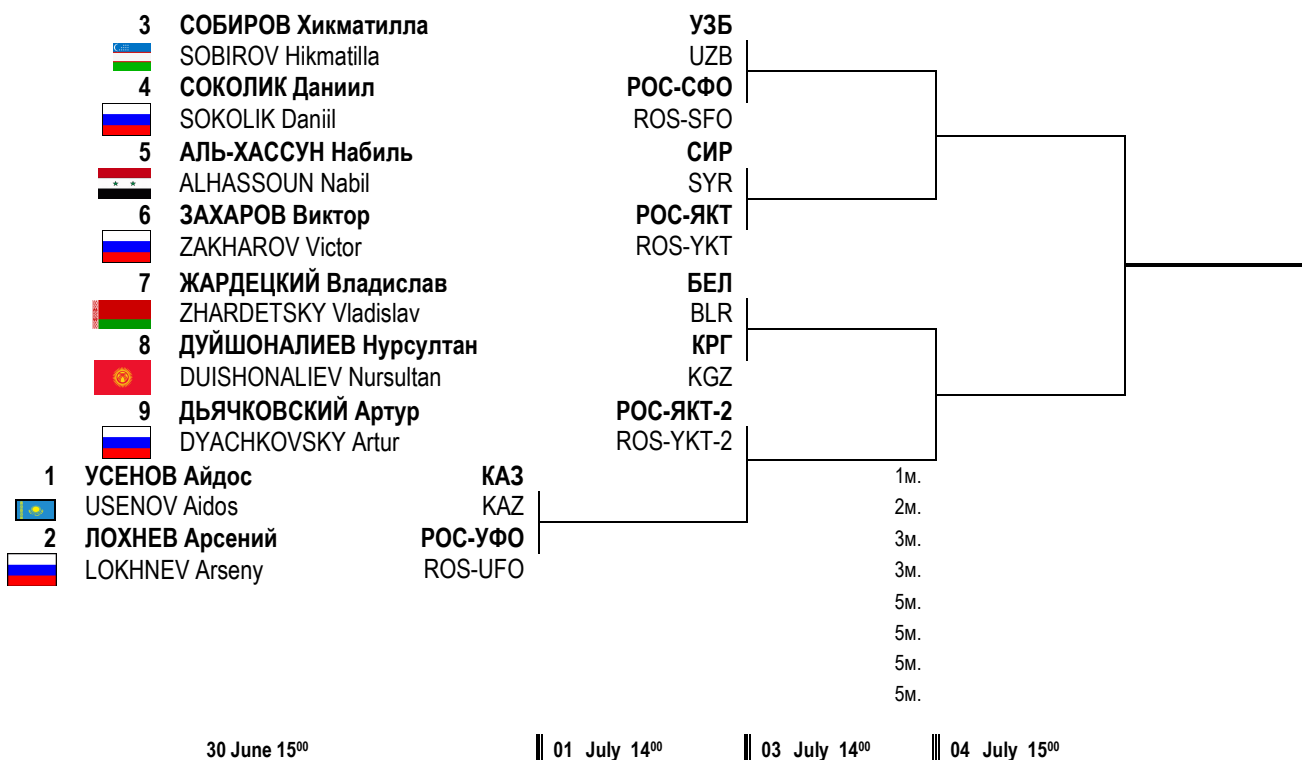 3 СОБИРОВ Хикматилла УЗБ
SOBIROV Hikmatilla UZB
4 СОКОЛИК Даниил РОС-СФО
SOKOLIK Daniil ROS-SFO
5 АЛЬ-ХАССУН Набиль СИР
ALHASSOUN Nabil SYR
6 ЗАХАРОВ Виктор РОС-ЯКТ
ZAKHAROV Victor ROS-YKT
7 ЖАРДЕЦКИЙ Владислав БЕЛ
ZHARDETSKY Vladislav BLR
8 ДУЙШОНАЛИЕВ Нурсултан КРГ
DUISHONALIEV Nursultan KGZ
9 ДЬЯЧКОВСКИЙ Артур РОС-ЯКТ-2
DYACHKOVSKY Artur ROS-YKT-2
1 УСЕНОВ Айдос КАЗ 1м.
USENOV Aidos KAZ 2м.
2 ЛОХНЕВ Арсений РОС-УФО 3м.
LOKHNEV Arseny ROS-UFO 3м.
5м.
5м.
5м.
5м.
30 June 15⁰⁰ 01 July 14⁰⁰ 03 July 14⁰⁰ 04 July 15⁰⁰